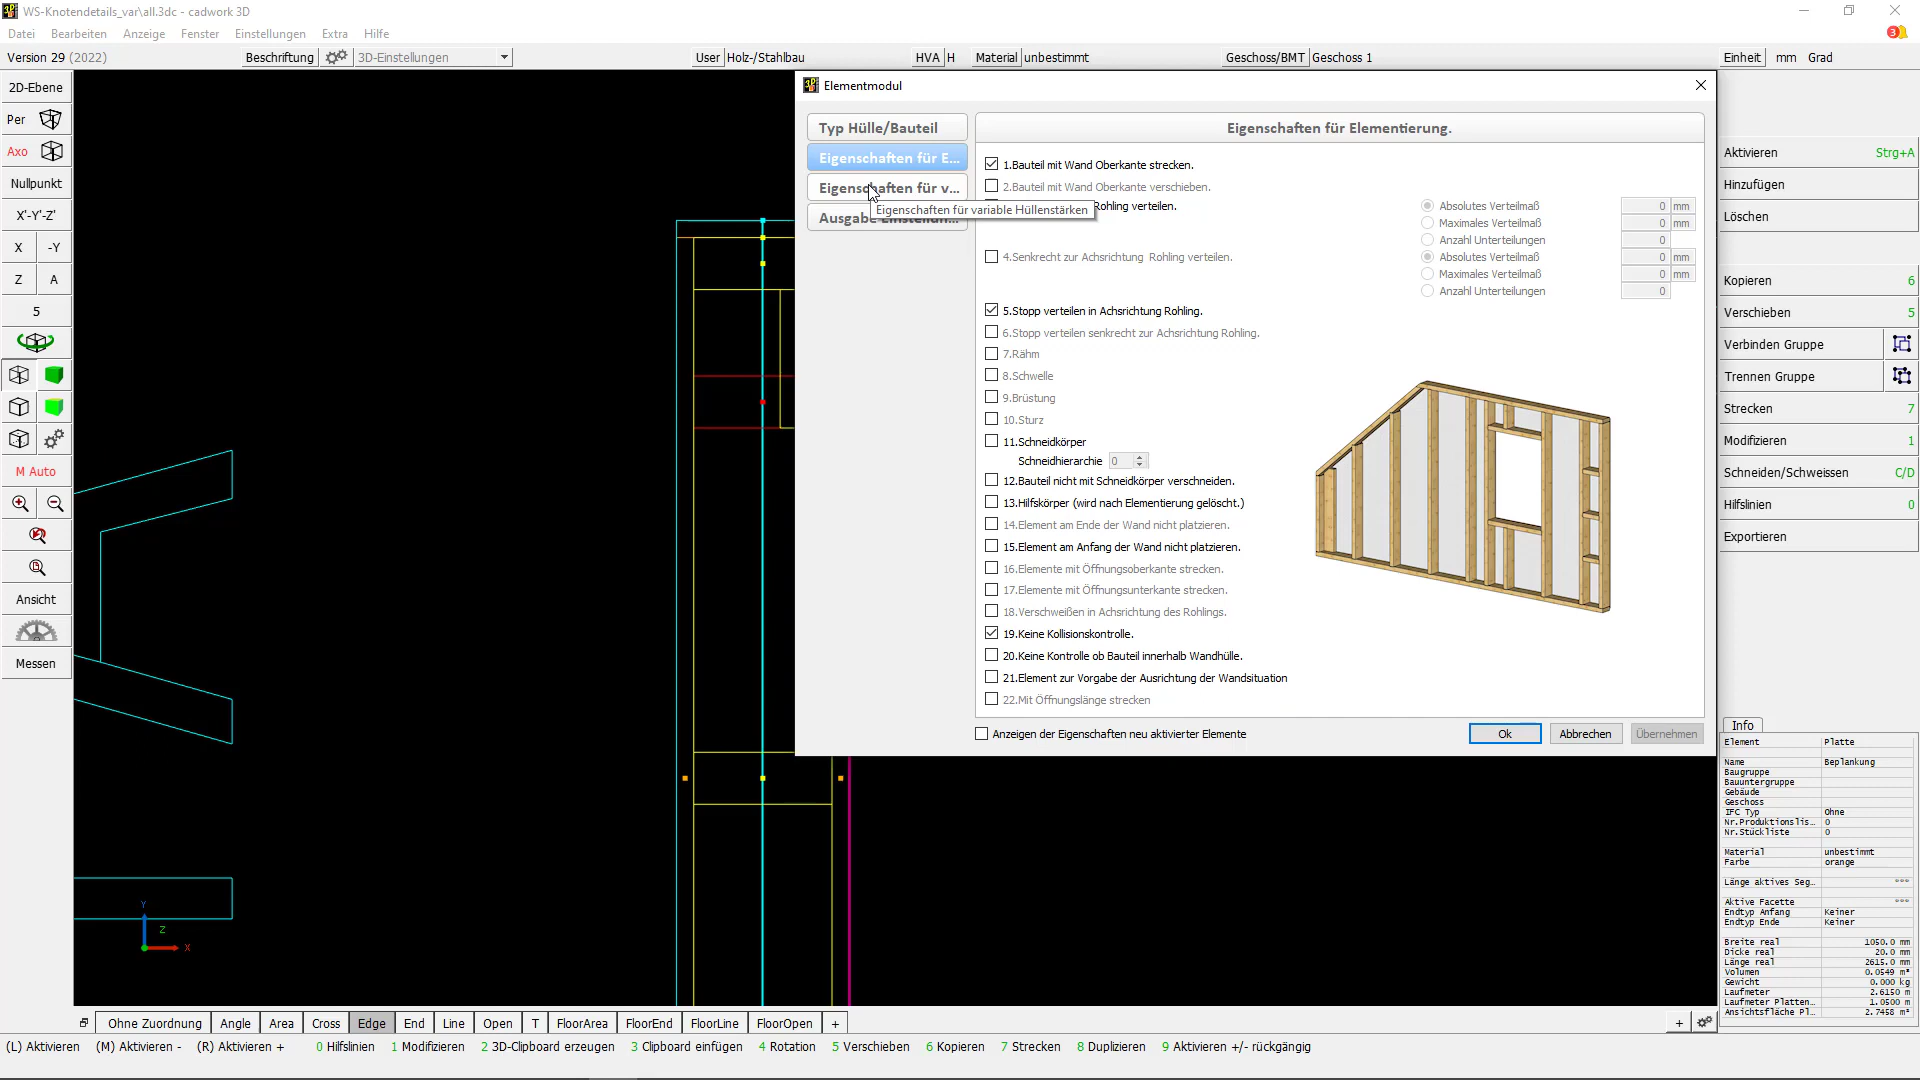 WS-Knotendetails_var\all.3dc - cadwork 3D
Datei Bearbeiten Anzeige Fenster Einstellungen Extra Hilfe
3
Version 29 (2022) Beschriftung 3D-Einstellungen User Holz-/Stahlbau HVA H Material unbestimmt Geschoss/BMT Geschoss 1 Einheit mm Grad
2D-Ebene
Per
Axo
Nullpunkt
X'-Y'-Z'
X -Y
Z A
5
M Auto
Ansicht
Messen
Elementmodul
Typ Hülle/Bauteil
Eigenschaften für E...
Eigenschaften für v...
Eigenschaften für variable Hüllenstärken
Eigenschaften für Elementierung.
1.Bauteil mit Wand Oberkante strecken.
2.Bauteil mit Wand Oberkante verschieben.
Rohling verteilen.
Absolutes Verteilmaß 0 mm
Maximales Verteilmaß 0 mm
Anzahl Unterteilungen 0
4.Senkrecht zur Achsrichtung Rohling verteilen.
Absolutes Verteilmaß 0 mm
Maximales Verteilmaß 0 mm
Anzahl Unterteilungen 0
5.Stopp verteilen in Achsrichtung Rohling.
6.Stopp verteilen senkrecht zur Achsrichtung Rohling.
7.Rähm
8.Schwelle
9.Brüstung
10.Sturz
11.Schneidkörper
Schneidhierarchie 0
12.Bauteil nicht mit Schneidkörper verschneiden.
13.Hilfskörper (wird nach Elementierung gelöscht.)
14.Element am Ende der Wand nicht platzieren.
15.Element am Anfang der Wand nicht platzieren.
16.Elemente mit Öffnungsoberkante strecken.
17.Elemente mit Öffnungsunterkante strecken.
18.Verschweißen in Achsrichtung des Rohlings.
19.Keine Kollisionskontrolle.
20.Keine Kontrolle ob Bauteil innerhalb Wandhülle.
21.Element zur Vorgabe der Ausrichtung der Wandsituation
22.Mit Öffnungslänge strecken
Anzeigen der Eigenschaften neu aktivierter Elemente
Ok Abbrechen Übernehmen
Aktivieren Strg+A
Hinzufügen
Löschen
Kopieren 6
Verschieben 5
Verbinden Gruppe
Trennen Gruppe
Strecken 7
Modifizieren 1
Schneiden/Schweissen C/D
Hilfslinien 0
Exportieren
Info
Element Platte
Name Beplankung
Baugruppe
Bauuntergruppe
Gebäude
Geschoss
IFC Typ Ohne
Nr.Produktionslis... 0
Nr.Stückliste 0
Material unbestimmt
Farbe orange
Länge aktives Seg... ***
Aktive Facette ***
Endtyp Anfang Keiner
Endtyp Ende Keiner
Breite real 1050.0 mm
Dicke real 20.0 mm
Länge real 2615.0 mm
Volumen 0.0549 m³
Gewicht 0.000 kg
Laufmeter 2.6150 m
Laufmeter Platten... 1.0500 m
Ansichtsfläche Pl... 2.7458 m²
Y
Z
X
Ohne Zuordnung Angle Area Cross Edge End Line Open T FloorArea FloorEnd FloorLine FloorOpen + +
(L) Aktivieren (M) Aktivieren - (R) Aktivieren + 0 Hilfslinien 1 Modifizieren 2 3D-Clipboard erzeugen 3 Clipboard einfügen 4 Rotation 5 Verschieben 6 Kopieren 7 Strecken 8 Duplizieren 9 Aktivieren +/- rückgängig